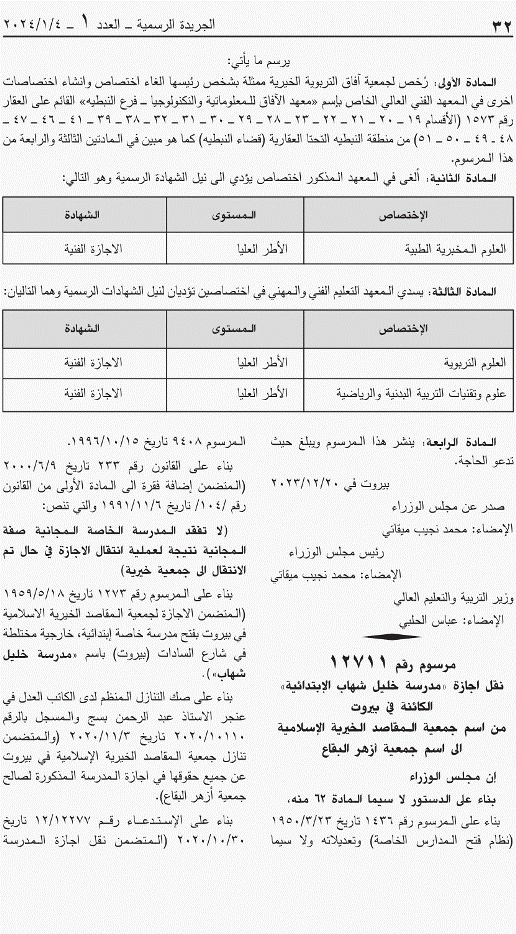 ٣٢
الجريدة الرسمية – العدد ١ – ٢٠٢٤/١/٤
يرسم ما يأتي:
المادة الأولى: رُخص لجمعية آفاق التربوية الخيرية ممثلة بشخص رئيسها الغاء اختصاص وانشاء اختصاصات
اخرى في المعهد الفني العالي الخاص بإسم «معهد الآفاق للمعلوماتية والتكنولوجيا – فرع النبطيه» القائم على العقار
رقم ١٥٧٣ (الأقسام ١٩ – ٢٠ – ٢١ – ٢٢ – ٢٣ – ٢٨ – ٢٩ – ٣٠ – ٣١ – ٣٢ – ٣٨ – ٣٩ – ٤١ – ٤٦ – ٤٧ –
٤٨ – ٤٩ – ٥٠ – ٥١) من منطقة النبطيه التحتا العقارية (قضاء النبطيه) كما هو مبين في المادتين الثالثة والرابعة من
هذا المرسوم.
المادة الثانية: ألغى في المعهد المذكور اختصاص يؤدي الى نيل الشهادة الرسمية وهو التالي:
الإختصاص المستوى الشهادة
العلوم المخبرية الطبية الأطر العليا الاجازة الفنية
المادة الثالثة: يسدي المعهد التعليم الفني والمهني في اختصاصين تؤديان لنيل الشهادات الرسمية وهما التاليان:
الإختصاص المستوى الشهادة
العلوم التربوية الأطر العليا الاجازة الفنية
علوم وتقنيات التربية البدنية والرياضية الأطر العليا الاجازة الفنية
المادة الرابعة: ينشر هذا المرسوم ويبلغ حيث
تدعو الحاجة.
بيروت في ٢٠٢٣/١٢/٢٠
صدر عن مجلس الوزراء
الإمضاء: محمد نجيب ميقاتي
رئيس مجلس الوزراء
الإمضاء: محمد نجيب ميقاتي
وزير التربية والتعليم العالي
الإمضاء: عباس الحلبي
مرسوم رقم ١٢٧١١
نقل اجازة «مدرسة خليل شهاب الإبتدائية»
الكائنة في بيروت
من اسم جمعية المقاصد الخيرية الإسلامية
الى اسم جمعية أزهر البقاع
إن مجلس الوزراء
بناء على الدستور لا سيما المادة ٦٢ منه،
بناء على المرسوم رقم ١٤٣٦ تاريخ ١٩٥٠/٣/٢٣
(نظام فتح المدارس الخاصة) وتعديلاته ولا سيما
المرسوم ٩٤٠٨ تاريخ ١٩٩٦/١٠/١٥.
بناء على القانون رقم ٢٣٣ تاريخ ٢٠٠٠/٦/٩
(المتضمن إضافة فقرة الى المادة الأولى من القانون
رقم /١٠٤/ تاريخ ١٩٩١/١١/٦ والتي تنص:
(لا تفقد المدرسة الخاصة المجانية صفة
المجانية نتيجة لعملية انتقال الاجازة في حال تم
الانتقال الى جمعية خيرية)
بناء على المرسوم رقم ١٢٧٣ تاريخ ١٩٥٩/٥/١٨
(المتضمن الاجازة لجمعية المقاصد الخيرية الاسلامية
في بيروت بفتح مدرسة خاصة إبتدائية، خارجية مختلطة
في شارع السادات (بيروت) باسم «مدرسة خليل
شهاب»).
بناء على صك التنازل المنظم لدى الكاتب العدل في
عنجر الاستاذ عبد الرحمن بسج والمسجل بالرقم
٢٠٢٠/١٠١١٠ تاريخ ٢٠٢٠/١١/٣ (والمتضمن
تنازل جمعية المقاصد الخيرية الإسلامية في بيروت
عن جميع حقوقها في اجازة المدرسة المذكورة لصالح
جمعية أزهر البقاع).
بناء على الإستدعاء رقم ١٢/١٢٢٧٧ تاريخ
٢٠٢٠/١٠/٣٠ (المتضمن نقل اجازة المدرسة